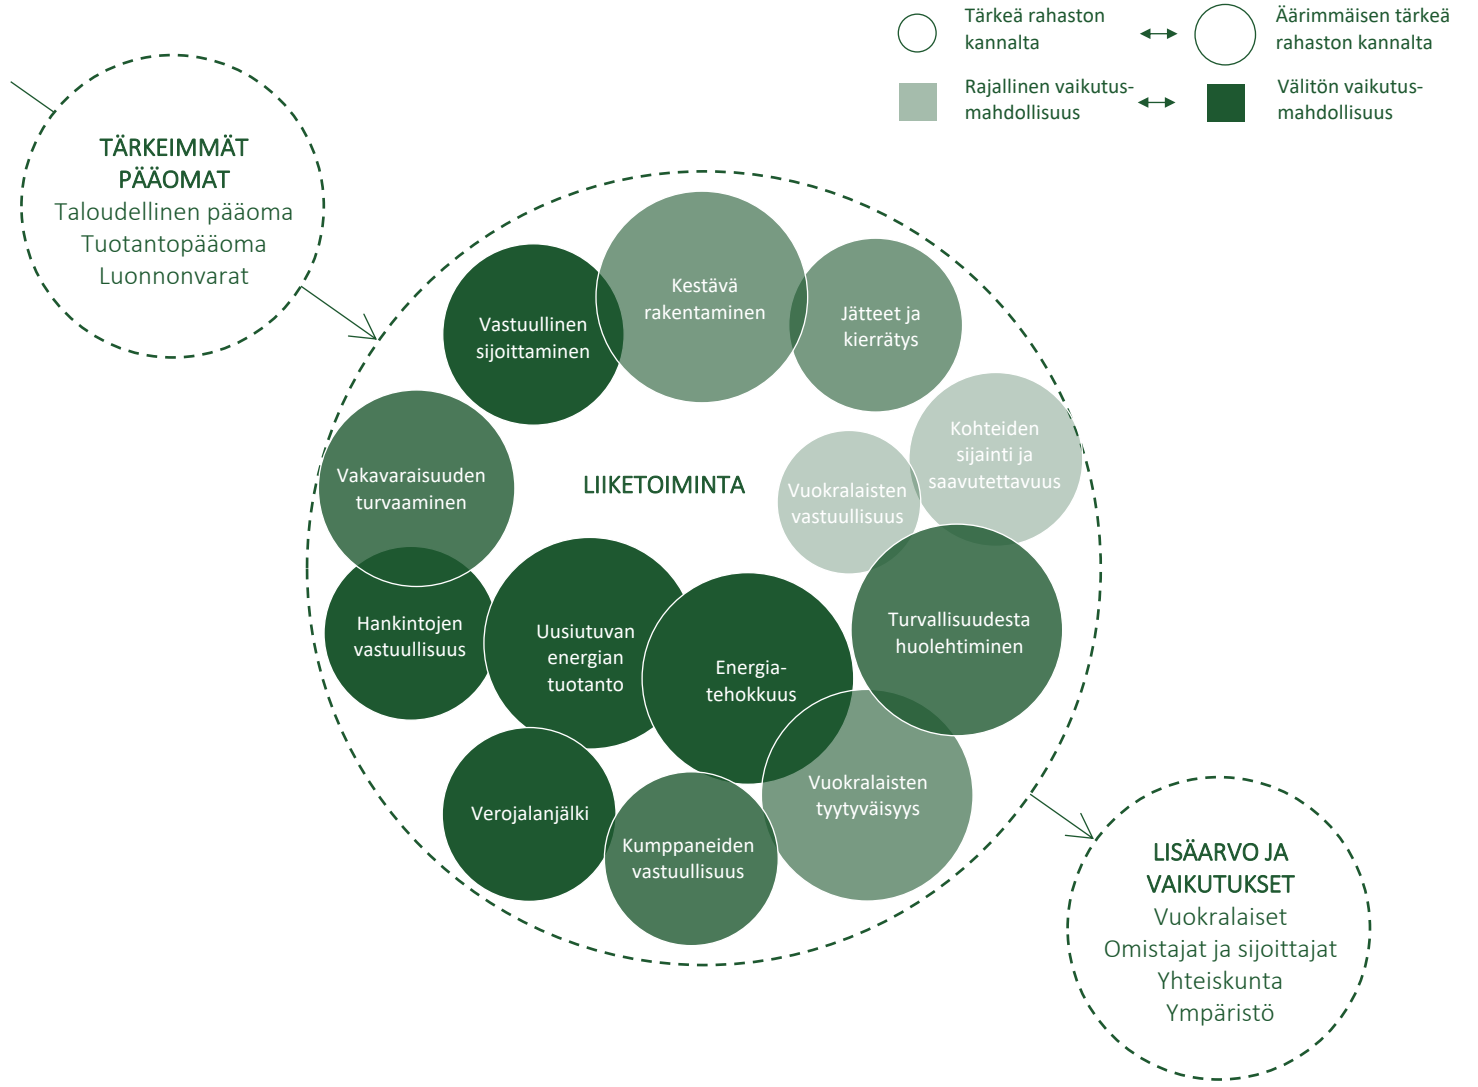 Tärkeä rahaston
kannalta
Äärimmäisen tärkeä
rahaston kannalta
Rajallinen vaikutus-
mahdollisuus
Välitön vaikutus-
mahdollisuus
TÄRKEIMMÄT
PÄÄOMAT
Taloudellinen pääoma
Tuotantopääoma
Luonnonvarat
Kestävä
rakentaminen
Vastuullinen
sijoittaminen
Jätteet ja
kierrätys
Kohteiden
sijainti ja
saavutettavuus
Vakavaraisuuden
turvaaminen
LIIKETOIMINTA
Vuokralaisten
vastuullisuus
Hankintojen
vastuullisuus
Uusiutuvan
energian
tuotanto
Energia-
tehokkuus
Turvallisuudesta
huolehtiminen
Verojalanjälki
Kumppaneiden
vastuullisuus
Vuokralaisten
tyytyväisyys
LISÄARVO JA
VAIKUTUKSET
Vuokralaiset
Omistajat ja sijoittajat
Yhteiskunta
Ympäristö